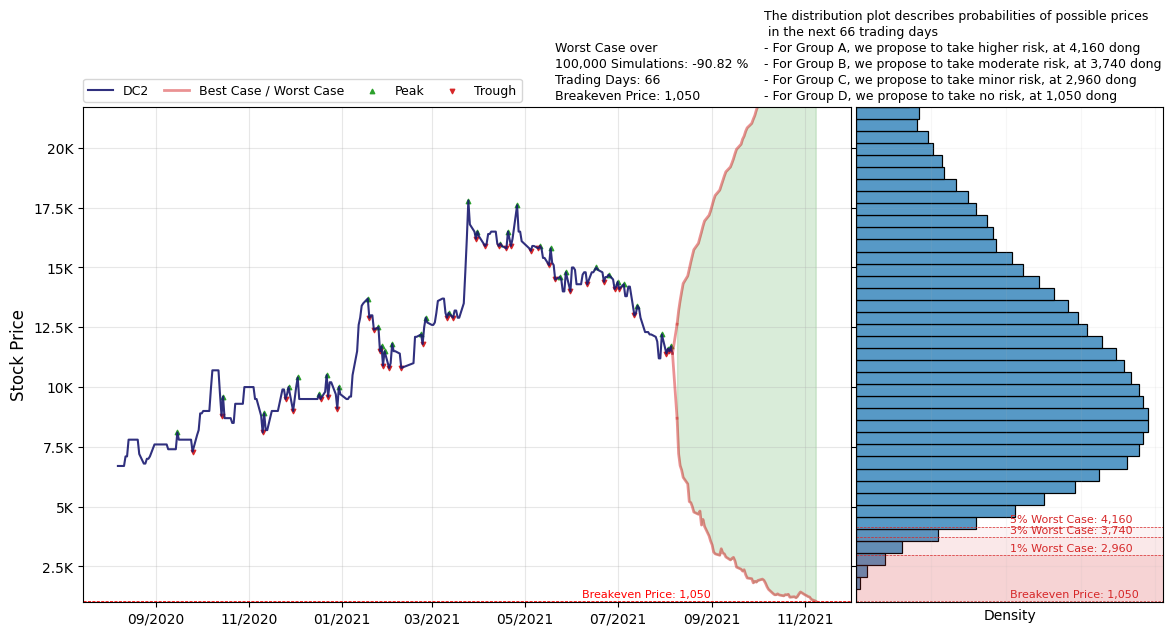 The distribution plot describes probabilities of possible prices
in the next 66 trading days
- For Group A, we propose to take higher risk, at 4,160 dong
- For Group B, we propose to take moderate risk, at 3,740 dong
- For Group C, we propose to take minor risk, at 2,960 dong
- For Group D, we propose to take no risk, at 1,050 dong
Worst Case over
100,000 Simulations: -90.82 %
Trading Days: 66
Breakeven Price: 1,050
DC2
Best Case / Worst Case
Peak
Trough
Stock Price
20K
17.5K
15K
12.5K
10K
7.5K
5K
2.5K
09/2020
11/2020
01/2021
03/2021
05/2021
07/2021
09/2021
11/2021
Breakeven Price: 1,050
5% Worst Case: 4,160
3% Worst Case: 3,740
1% Worst Case: 2,960
Breakeven Price: 1,050
Density